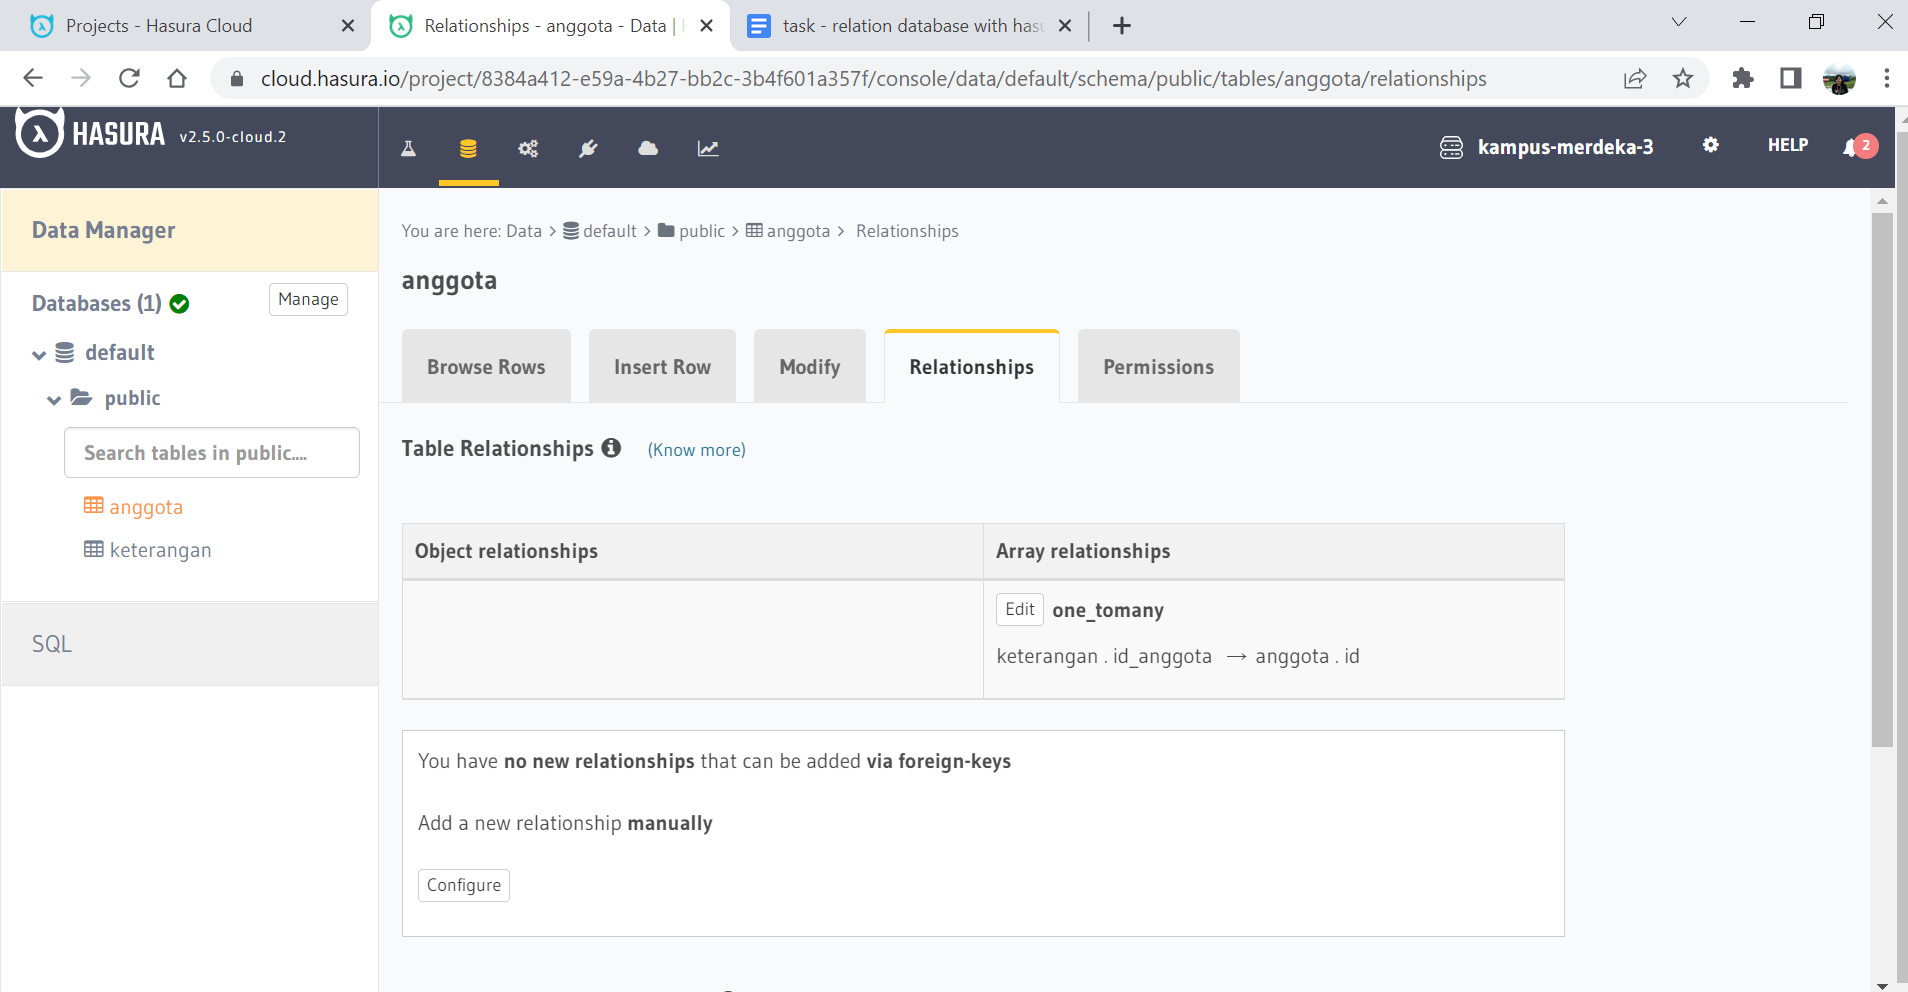 Projects - Hasura Cloud
Relationships - anggota - Data |
task - relation database with hasu
cloud.hasura.io/project/8384a412-e59a-4b27-bb2c-3b4f601a357f/console/data/default/schema/public/tables/anggota/relationships
HASURA v2.5.0-cloud.2
kampus-merdeka-3
HELP
2
Data Manager
You are here: Data > default > public > anggota > Relationships
anggota
Databases (1)
Manage
default
public
Search tables in public....
anggota
keterangan
SQL
Browse Rows
Insert Row
Modify
Relationships
Permissions
Table Relationships (Know more)
Object relationships
Array relationships
Edit one_tomany
keterangan . id_anggota → anggota . id
You have no new relationships that can be added via foreign-keys
Add a new relationship manually
Configure